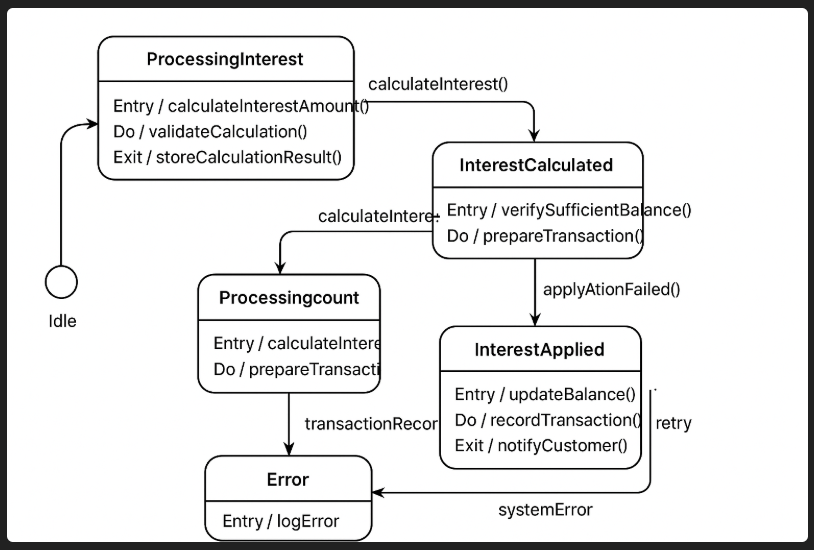 ProcessingInterest
Entry / calculateInterestAmount()
Do / validateCalculation()
Exit / storeCalculationResult()
calculateInterest()
InterestCalculated
Entry / verifySufficientBalance()
Do / prepareTransaction()
calculateIntere
Processingcount
Entry / calculateIntere
Do / prepareTransacti
Idle
applyAtionFailed()
InterestApplied
Entry / updateBalance()
Do / recordTransaction()
Exit / notifyCustomer()
transactionRecor
retry
Error
Entry / logError
systemError